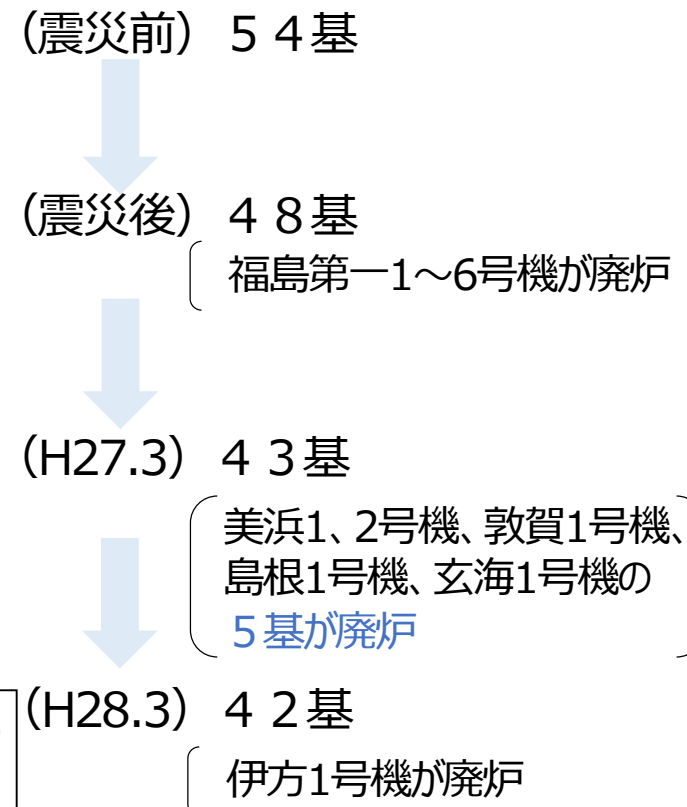 （震災前）５４基
（震災後）４８基
福島第一1～6号機が廃炉
（H27.3）４３基
美浜1、2号機、敦賀1号機、
島根1号機、玄海1号機の
５基が廃炉
（H28.3）４２基
伊方1号機が廃炉